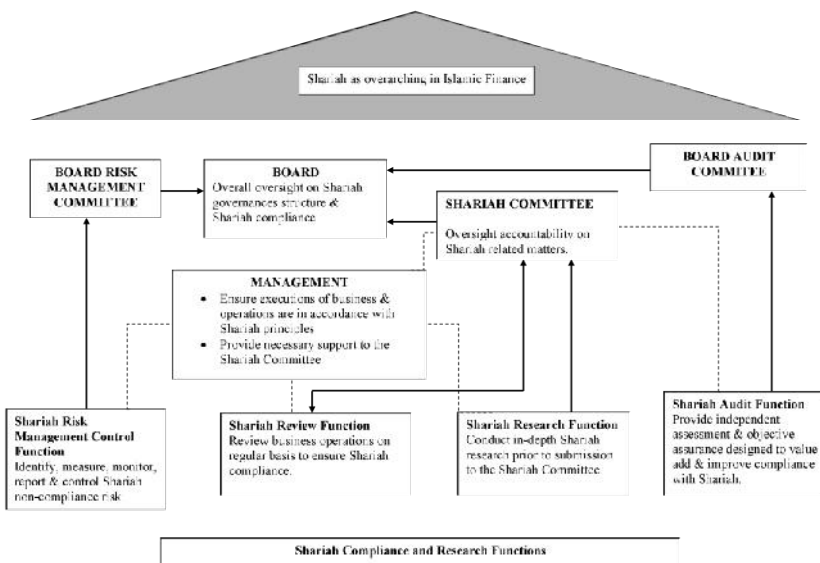 Shariah as overarching in Islamic Finance
BOARD RISK
MANAGEMENT
COMMITTEE
BOARD
Overall oversight on Shariah
governances structure &
Shariah compliance
BOARD AUDIT
COMMITEE
SHARIAH COMMITTEE
Oversight accountability on
Shariah related matters.
MANAGEMENT
• Ensure executions of business &
operations are in accordance with
Shariah principles
• Provide necessary support to the
Shariah Committee
Shariah Risk
Management Control
Function
Identify, measure, monitor,
report & control Shariah
non-compliance risk
Shariah Review Function
Review business operations on
regular basis to ensure Shariah
compliance.
Shariah Research Function
Conduct in-depth Shariah
research prior to submission
to the Shariah Committee
Shariah Audit Function
Provide independent
assessment & objective
assurance designed to value
add & improve compliance
with Shariah.
Shariah Compliance and Research Functions